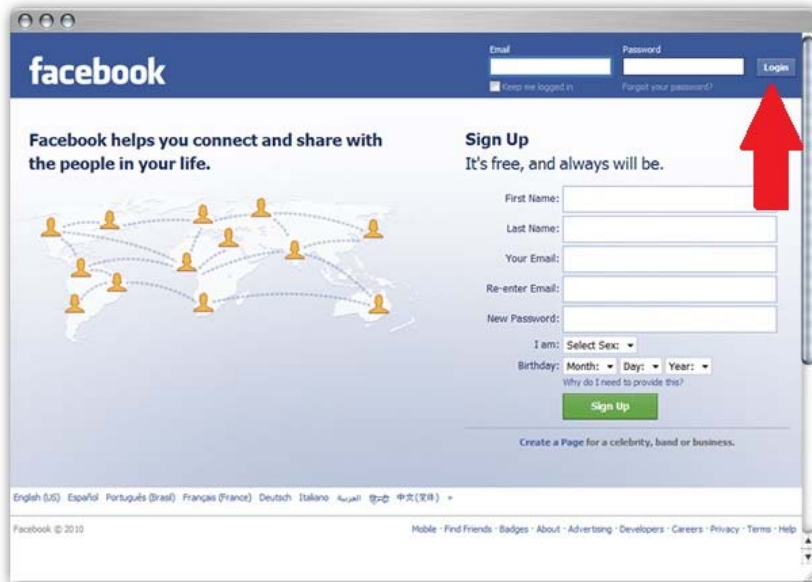 Email Password
facebook Login
Keep me logged in Forgot your password?
Facebook helps you connect and share with
the people in your life.
Sign Up
It's free, and always will be.
First Name:
Last Name:
Your Email:
Re-enter Email:
New Password:
I am: Select Sex:
Birthday: Month: Day: Year:
Why do I need to provide this?
Sign Up
Create a Page for a celebrity, band or business.
English (US) Español Português (Brasil) Français (France) Deutsch Italiano العربية हिन्दी 中文(简体) »
Facebook © 2010 Mobile · Find Friends · Badges · About · Advertising · Developers · Careers · Privacy · Terms · Help